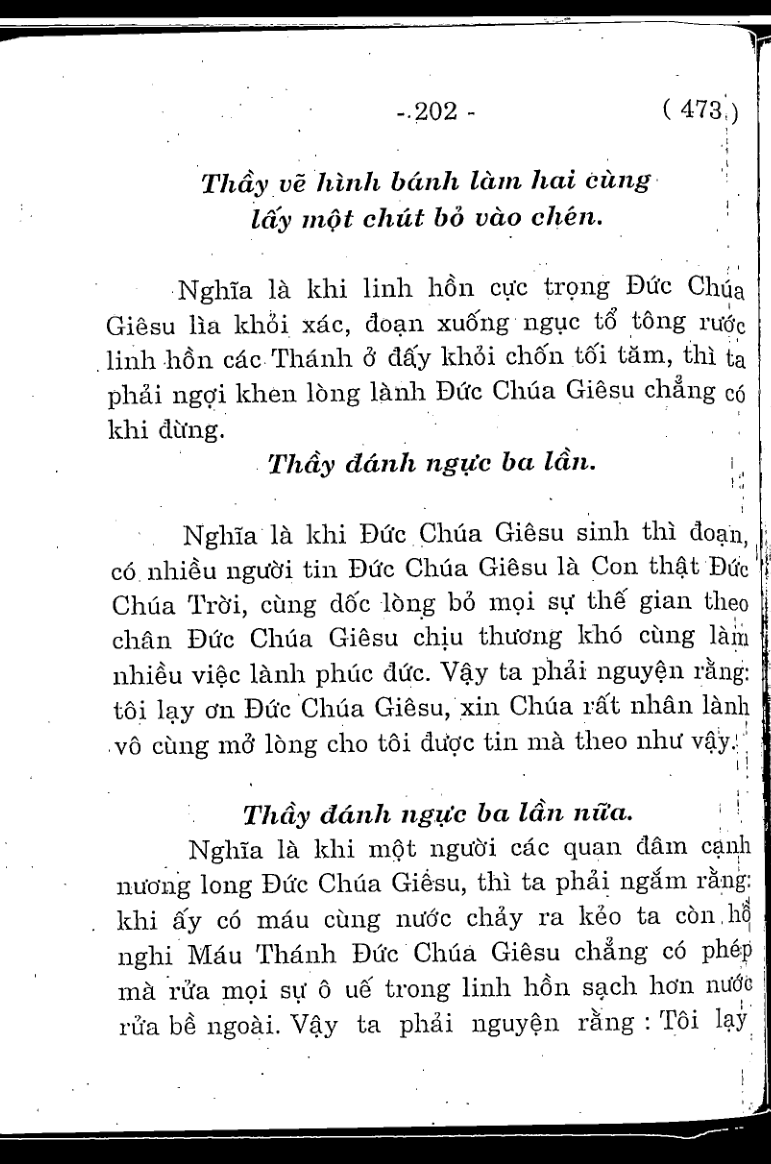 - 202 - ( 473 )
Thầy vẽ hình bánh làm hai cùng
lấy một chút bỏ vào chén.
Nghĩa là khi linh hồn cực trọng Đức Chúa
Giêsu lìa khỏi xác, đoạn xuống ngục tổ tông rước
linh hồn các Thánh ở đấy khỏi chốn tối tăm, thì ta
phải ngợi khen lòng lành Đức Chúa Giêsu chẳng có
khi đừng.
Thầy đánh ngực ba lần.
Nghĩa là khi Đức Chúa Giêsu sinh thì đoạn,
có nhiều người tin Đức Chúa Giêsu là Con thật Đức
Chúa Trời, cùng dốc lòng bỏ mọi sự thế gian theo
chân Đức Chúa Giêsu chịu thương khó cùng làm
nhiều việc lành phúc đức. Vậy ta phải nguyện rằng:
tôi lạy ơn Đức Chúa Giêsu, xin Chúa rất nhân lành
vô cùng mở lòng cho tôi được tin mà theo như vậy.
Thầy đánh ngực ba lần nữa.
Nghĩa là khi một người các quan đâm cạnh
nương long Đức Chúa Giêsu, thì ta phải ngắm rằng:
khi ấy có máu cùng nước chảy ra kẻo ta còn hồ
nghi Máu Thánh Đức Chúa Giêsu chẳng có phép
mà rửa mọi sự ô uế trong linh hồn sạch hơn nước
rửa bề ngoài. Vậy ta phải nguyện rằng : Tôi lạy